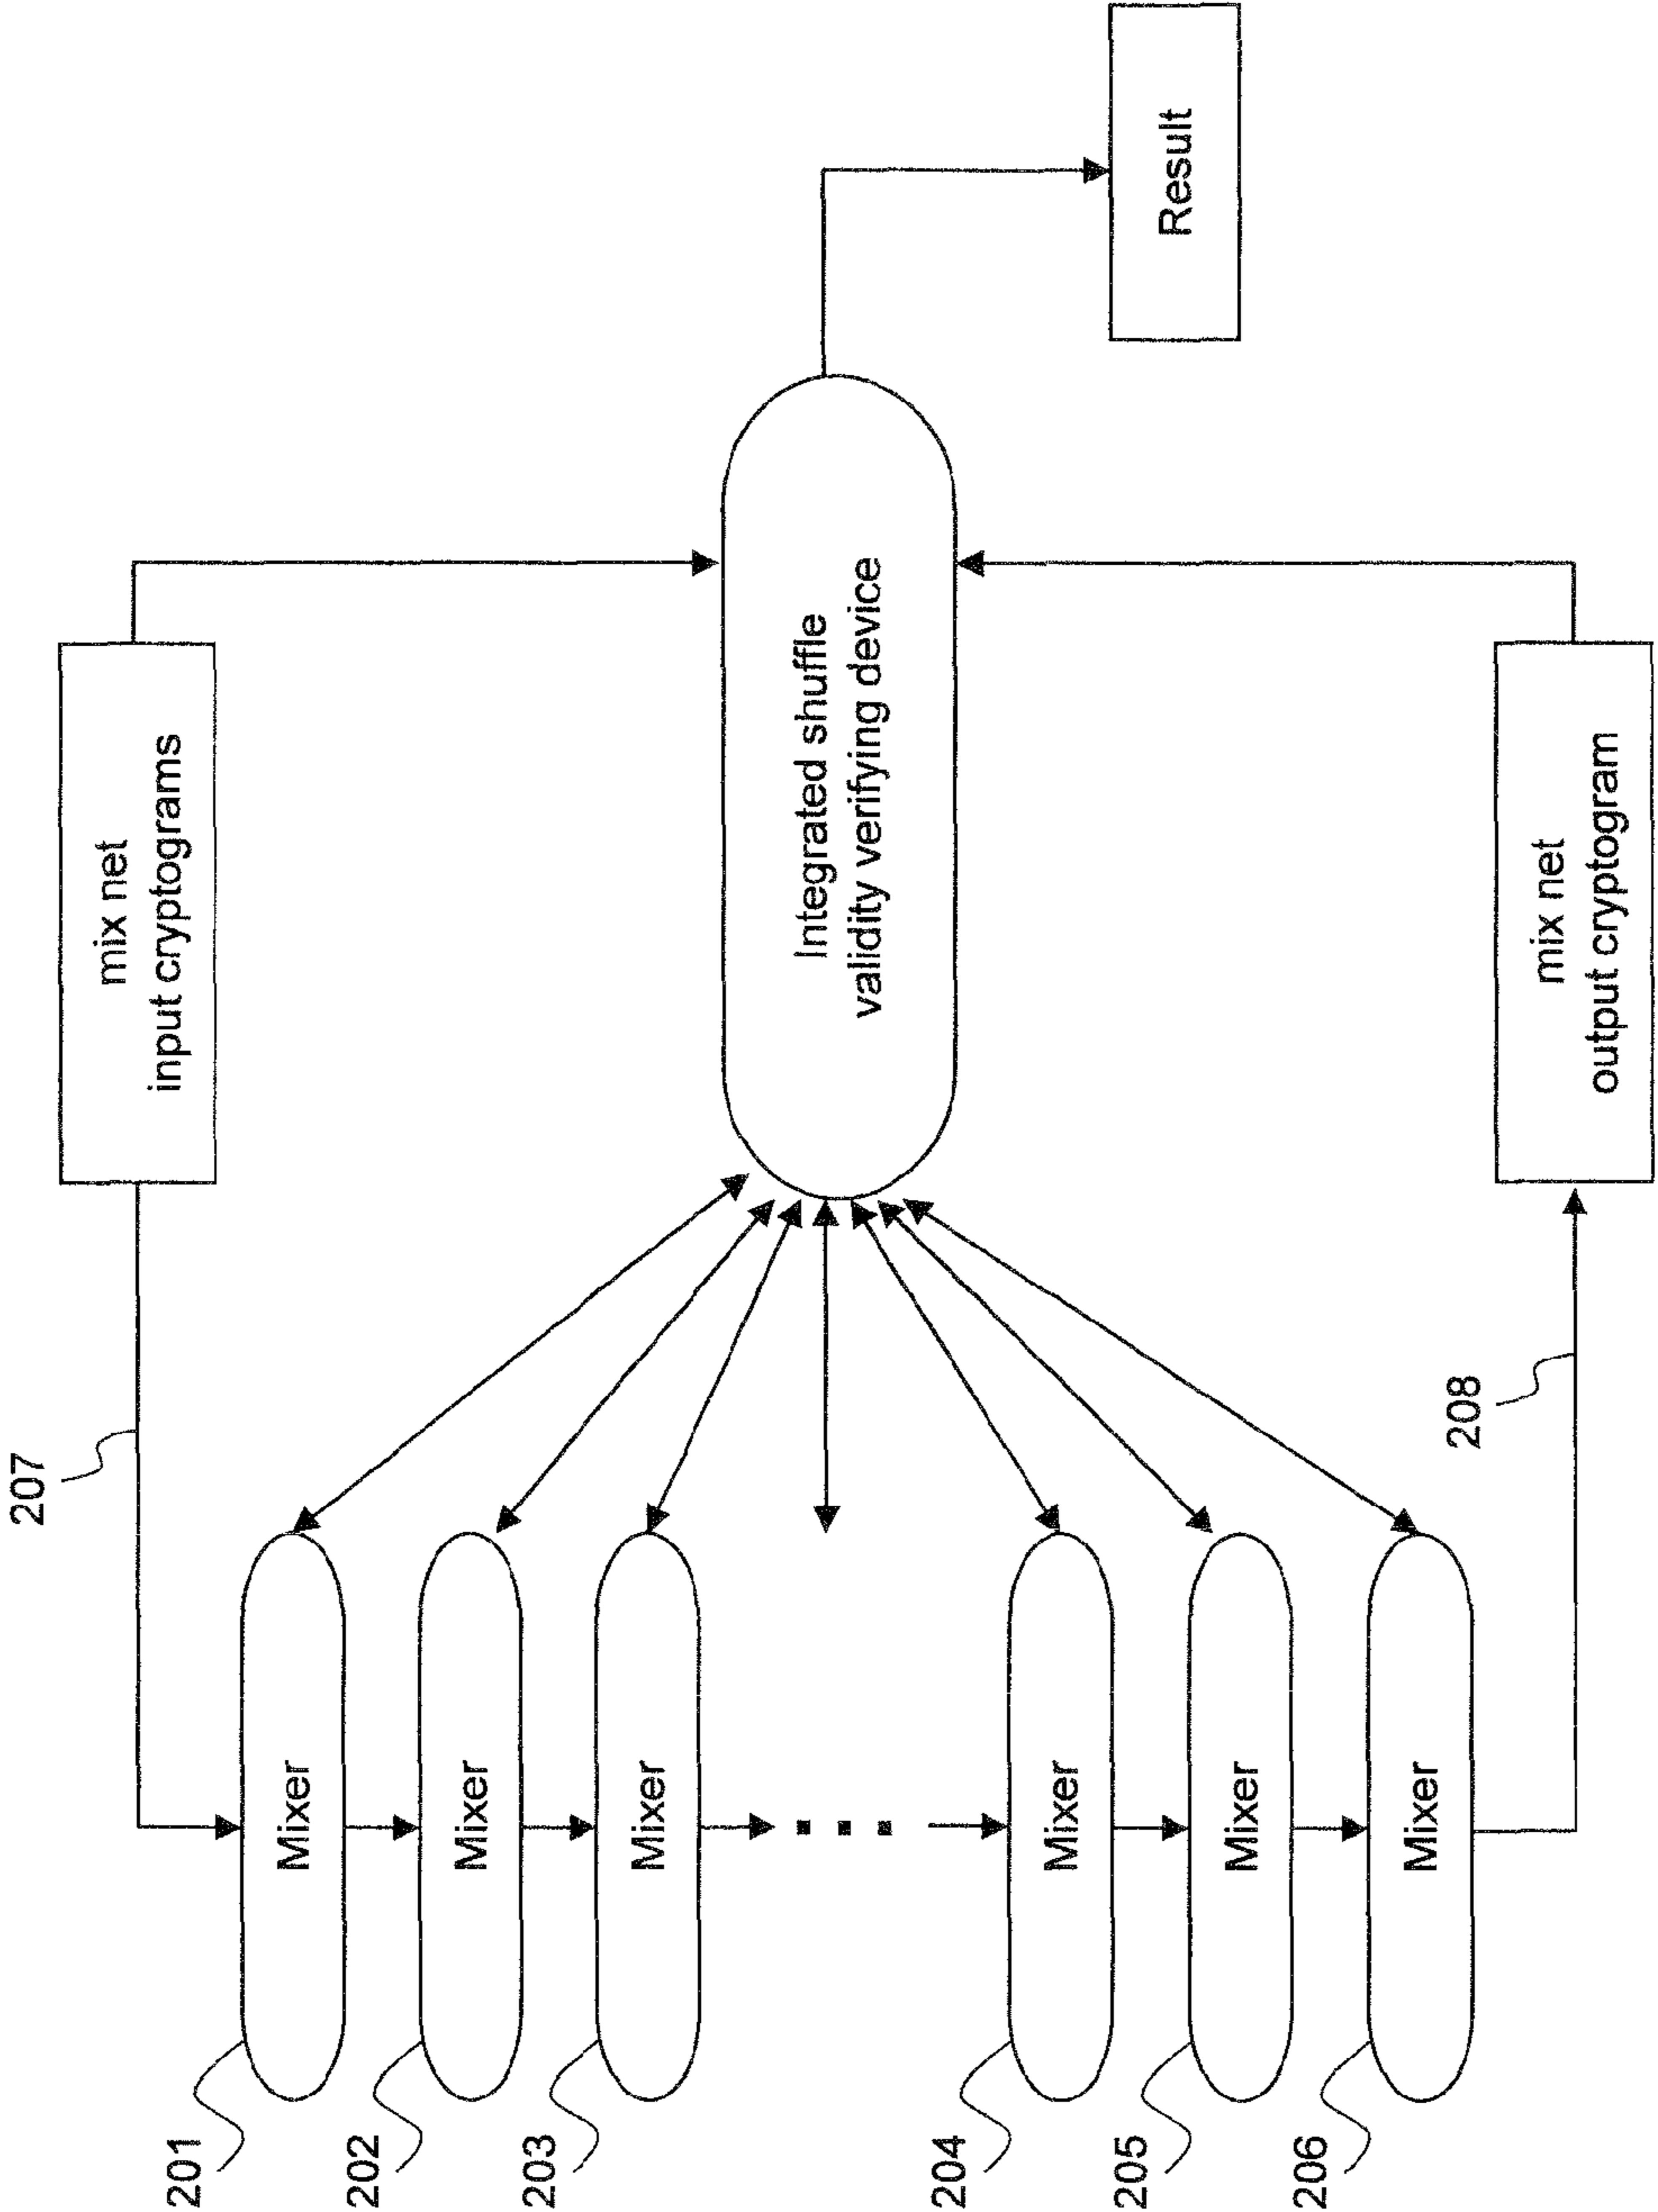 207
mix net
input cryptograms
201
Mixer
202
Mixer
203
Mixer
Integrated shuffle
validity verifying device
Result
204
Mixer
205
Mixer
206
Mixer
208
mix net
output cryptogram